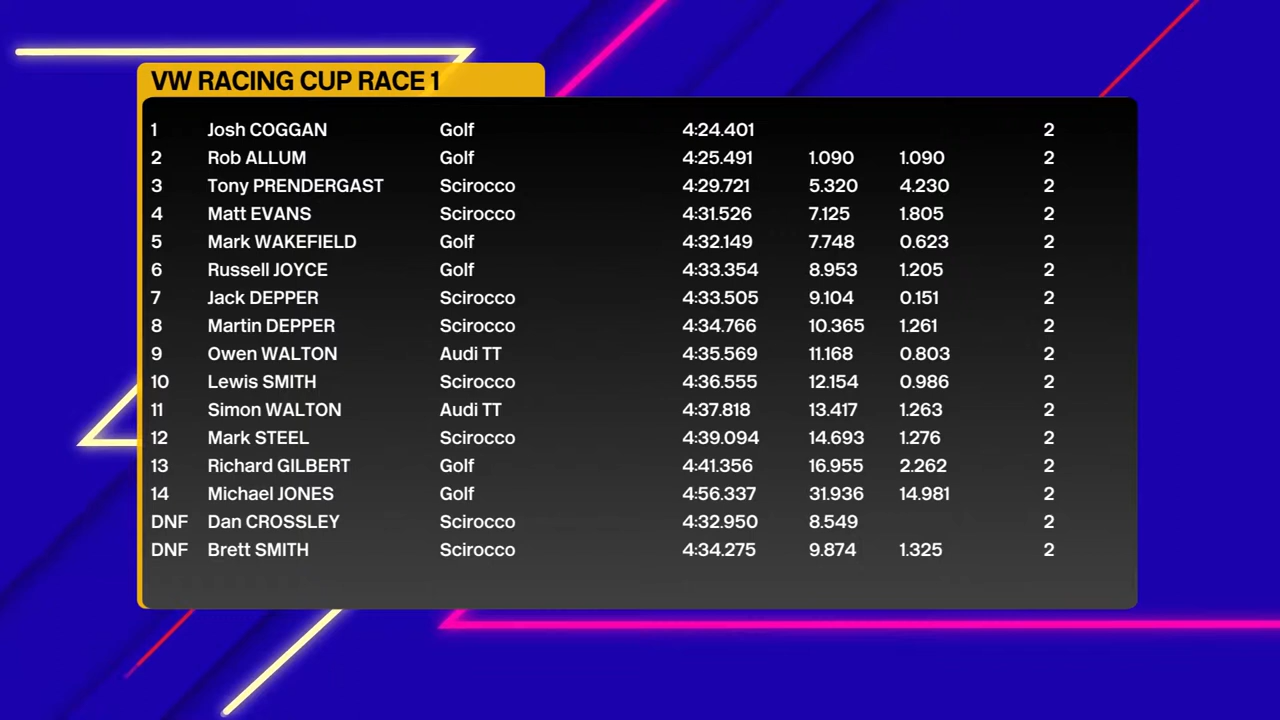 VW RACING CUP RACE 1
1 Josh COGGAN Golf 4:24.401 2
2 Rob ALLUM Golf 4:25.491 1.090 1.090 2
3 Tony PRENDERGAST Scirocco 4:29.721 5.320 4.230 2
4 Matt EVANS Scirocco 4:31.526 7.125 1.805 2
5 Mark WAKEFIELD Golf 4:32.149 7.748 0.623 2
6 Russell JOYCE Golf 4:33.354 8.953 1.205 2
7 Jack DEPPER Scirocco 4:33.505 9.104 0.151 2
8 Martin DEPPER Scirocco 4:34.766 10.365 1.261 2
9 Owen WALTON Audi TT 4:35.569 11.168 0.803 2
10 Lewis SMITH Scirocco 4:36.555 12.154 0.986 2
11 Simon WALTON Audi TT 4:37.818 13.417 1.263 2
12 Mark STEEL Scirocco 4:39.094 14.693 1.276 2
13 Richard GILBERT Golf 4:41.356 16.955 2.262 2
14 Michael JONES Golf 4:56.337 31.936 14.981 2
DNF Dan CROSSLEY Scirocco 4:32.950 8.549 2
DNF Brett SMITH Scirocco 4:34.275 9.874 1.325 2